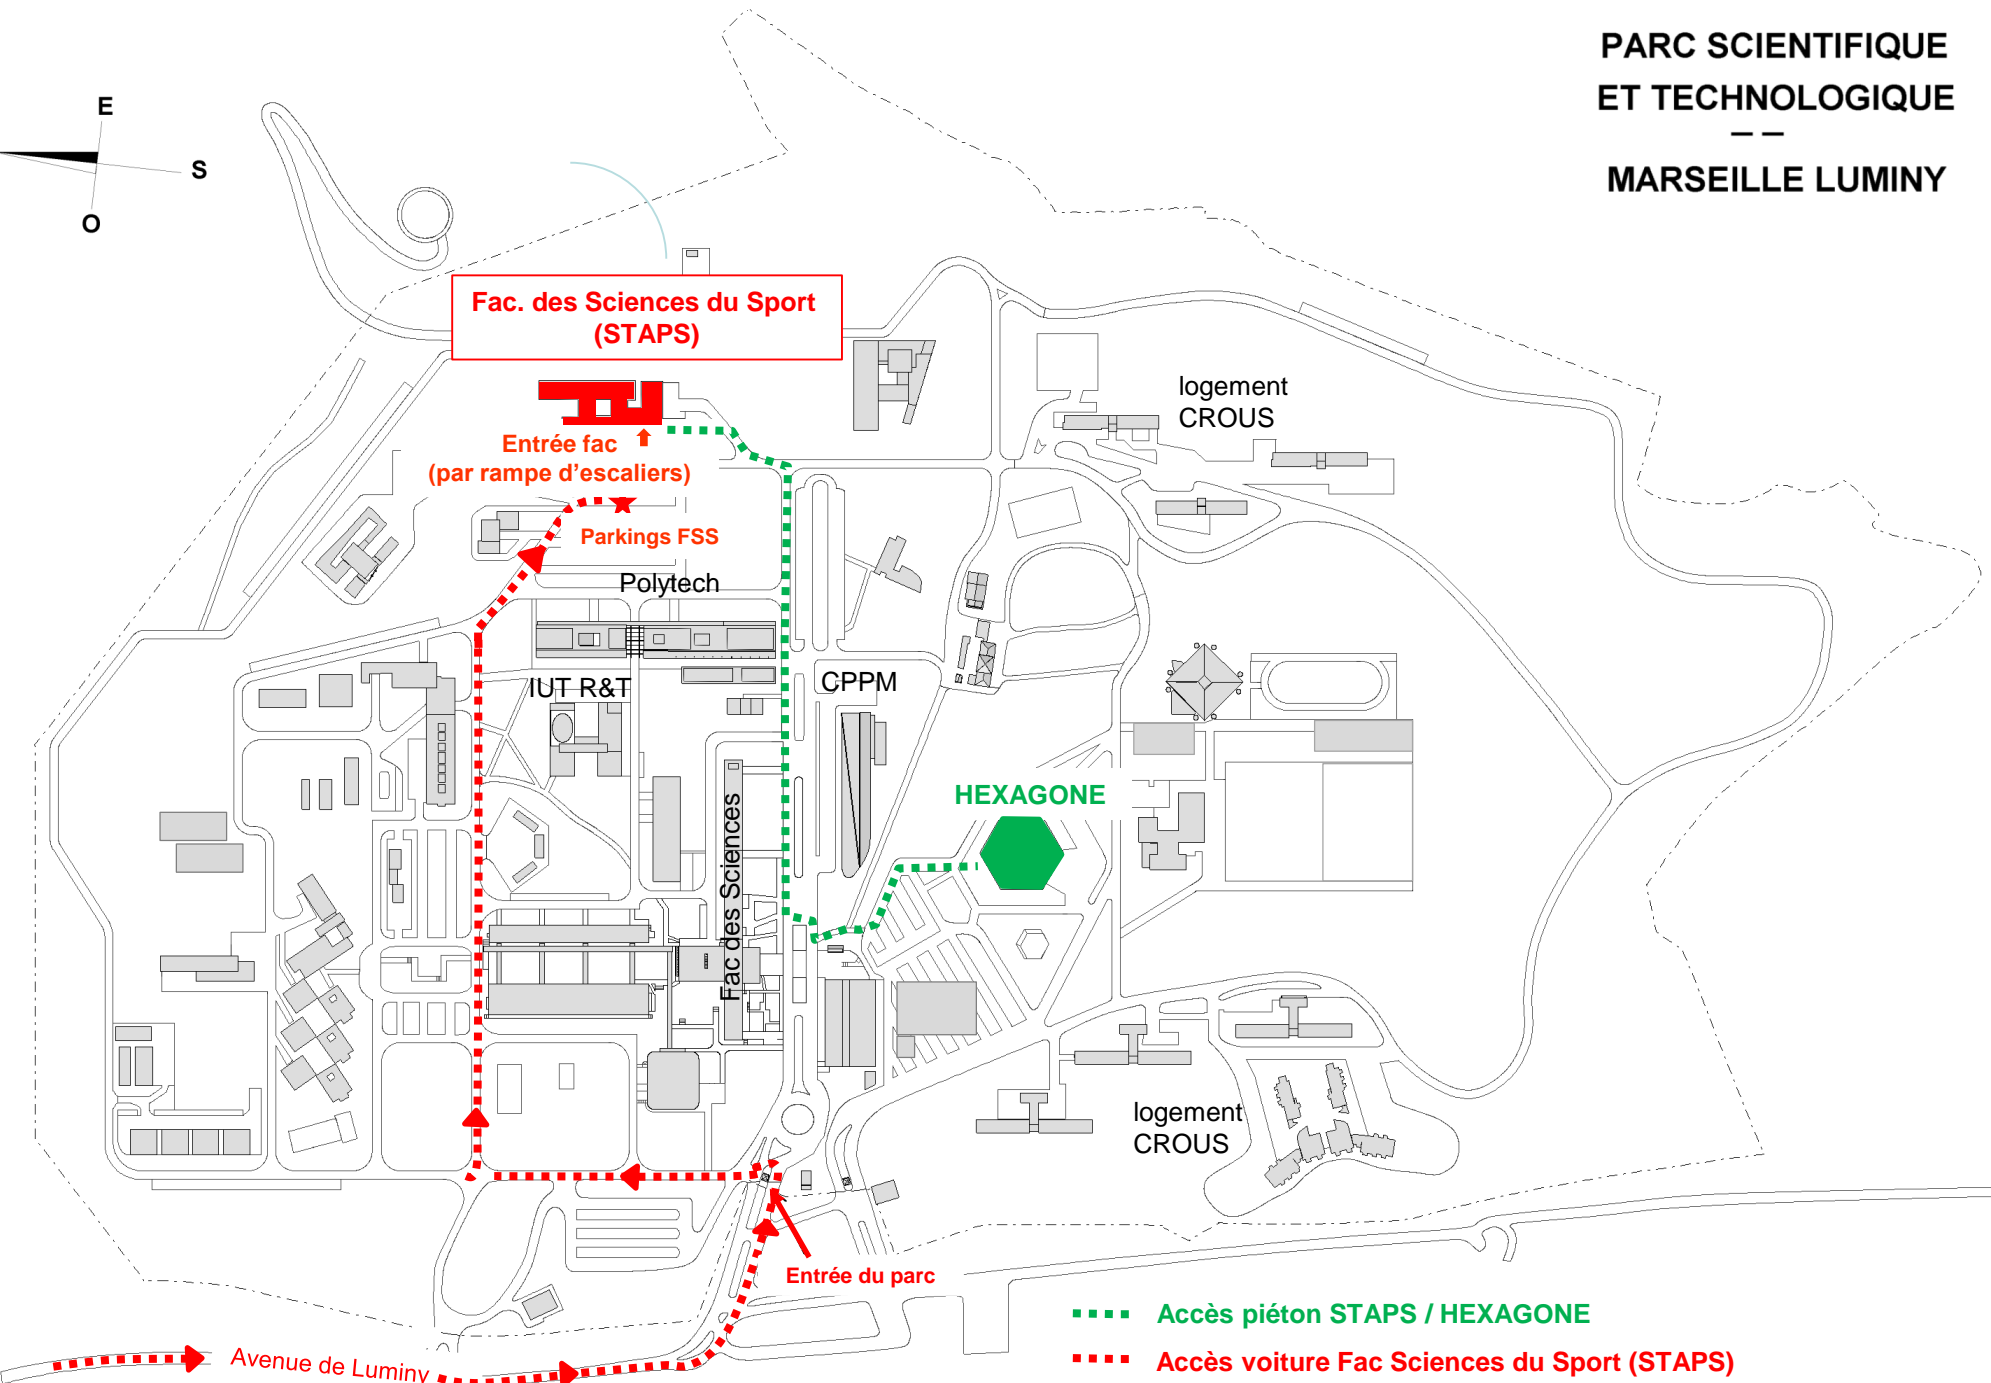 PARC SCIENTIFIQUE
ET TECHNOLOGIQUE
– –
MARSEILLE LUMINY
E
S
O
Fac. des Sciences du Sport
(STAPS)
logement
CROUS
Entrée fac
(par rampe d'escaliers)
Parkings FSS
Polytech
IUT R&T
CPPM
HEXAGONE
Fac des Sciences
logement
CROUS
Entrée du parc
Avenue de Luminy
Accès piéton STAPS / HEXAGONE
Accès voiture Fac Sciences du Sport (STAPS)